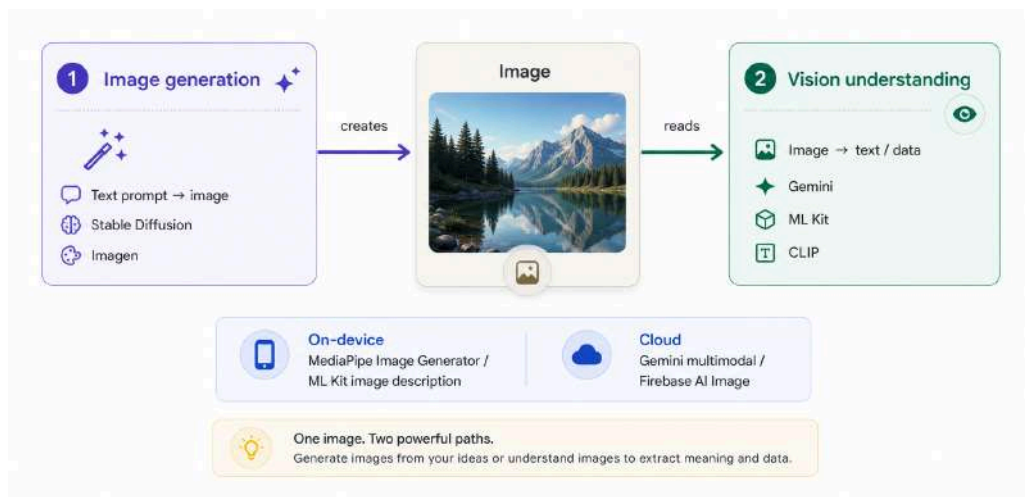 1 Image generation
Text prompt → image
Stable Diffusion
Imagen
creates
Image
reads
2 Vision understanding
Image → text / data
Gemini
ML Kit
T CLIP
On-device
MediaPipe Image Generator /
ML Kit image description
Cloud
Gemini multimodal /
Firebase AI Image
One image. Two powerful paths.
Generate images from your ideas or understand images to extract meaning and data.